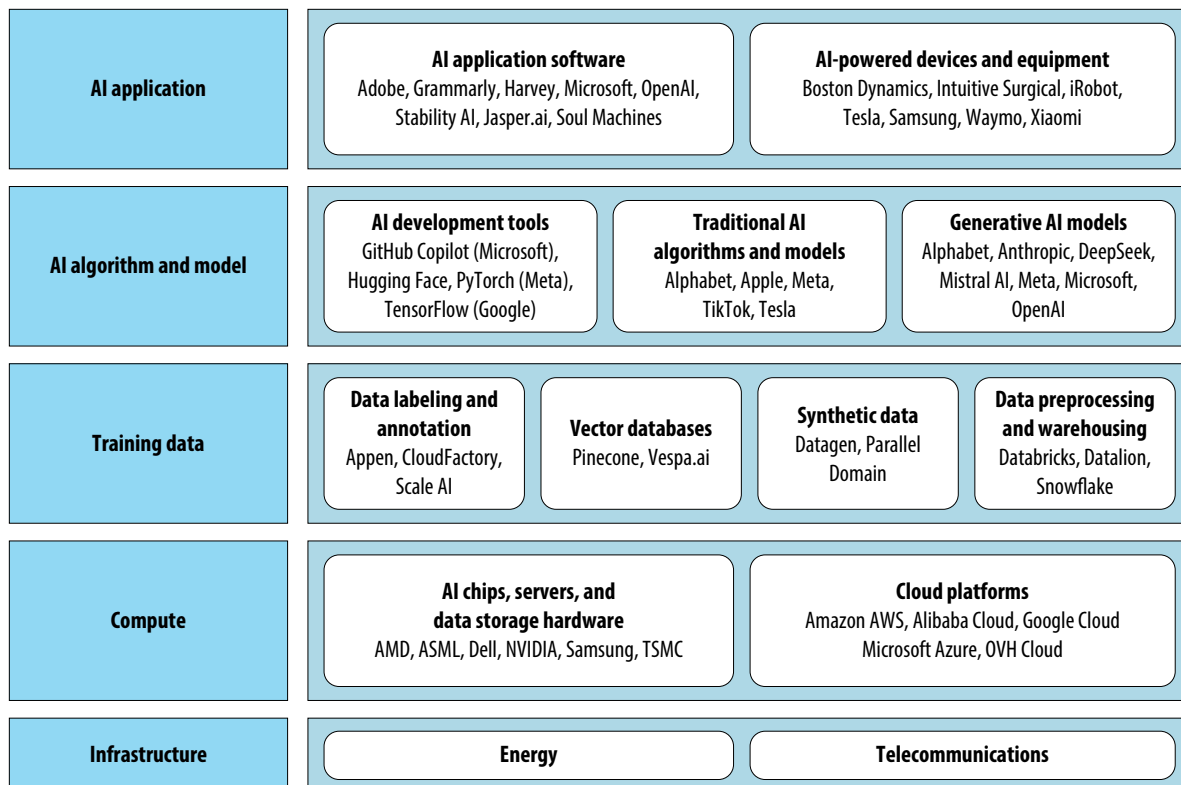 AI application
AI application software
Adobe, Grammarly, Harvey, Microsoft, OpenAI,
Stability AI, Jasper.ai, Soul Machines
AI-powered devices and equipment
Boston Dynamics, Intuitive Surgical, iRobot,
Tesla, Samsung, Waymo, Xiaomi
AI algorithm and model
AI development tools
GitHub Copilot (Microsoft),
Hugging Face, PyTorch (Meta),
TensorFlow (Google)
Traditional AI
algorithms and models
Alphabet, Apple, Meta,
TikTok, Tesla
Generative AI models
Alphabet, Anthropic, DeepSeek,
Mistral AI, Meta, Microsoft,
OpenAI
Training data
Data labeling and
annotation
Appen, CloudFactory,
Scale AI
Vector databases
Pinecone, Vespa.ai
Synthetic data
Datagen, Parallel
Domain
Data preprocessing
and warehousing
Databricks, Datalion,
Snowflake
Compute
AI chips, servers, and
data storage hardware
AMD, ASML, Dell, NVIDIA, Samsung, TSMC
Cloud platforms
Amazon AWS, Alibaba Cloud, Google Cloud
Microsoft Azure, OVH Cloud
Infrastructure
Energy
Telecommunications